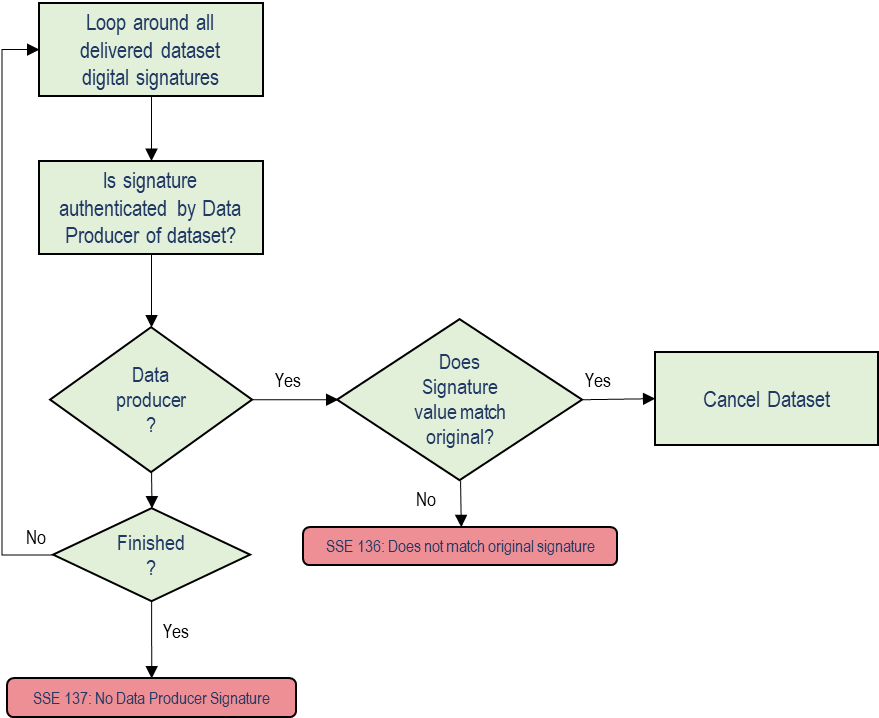 Loop around all
delivered dataset
digital signatures
Is signature
authenticated by Data
Producer of dataset?
Data
producer
?
Yes
Does
Signature
value match
original?
Yes
Cancel Dataset
No
SSE 136: Does not match original signature
Finished
?
No
Yes
SSE 137: No Data Producer Signature